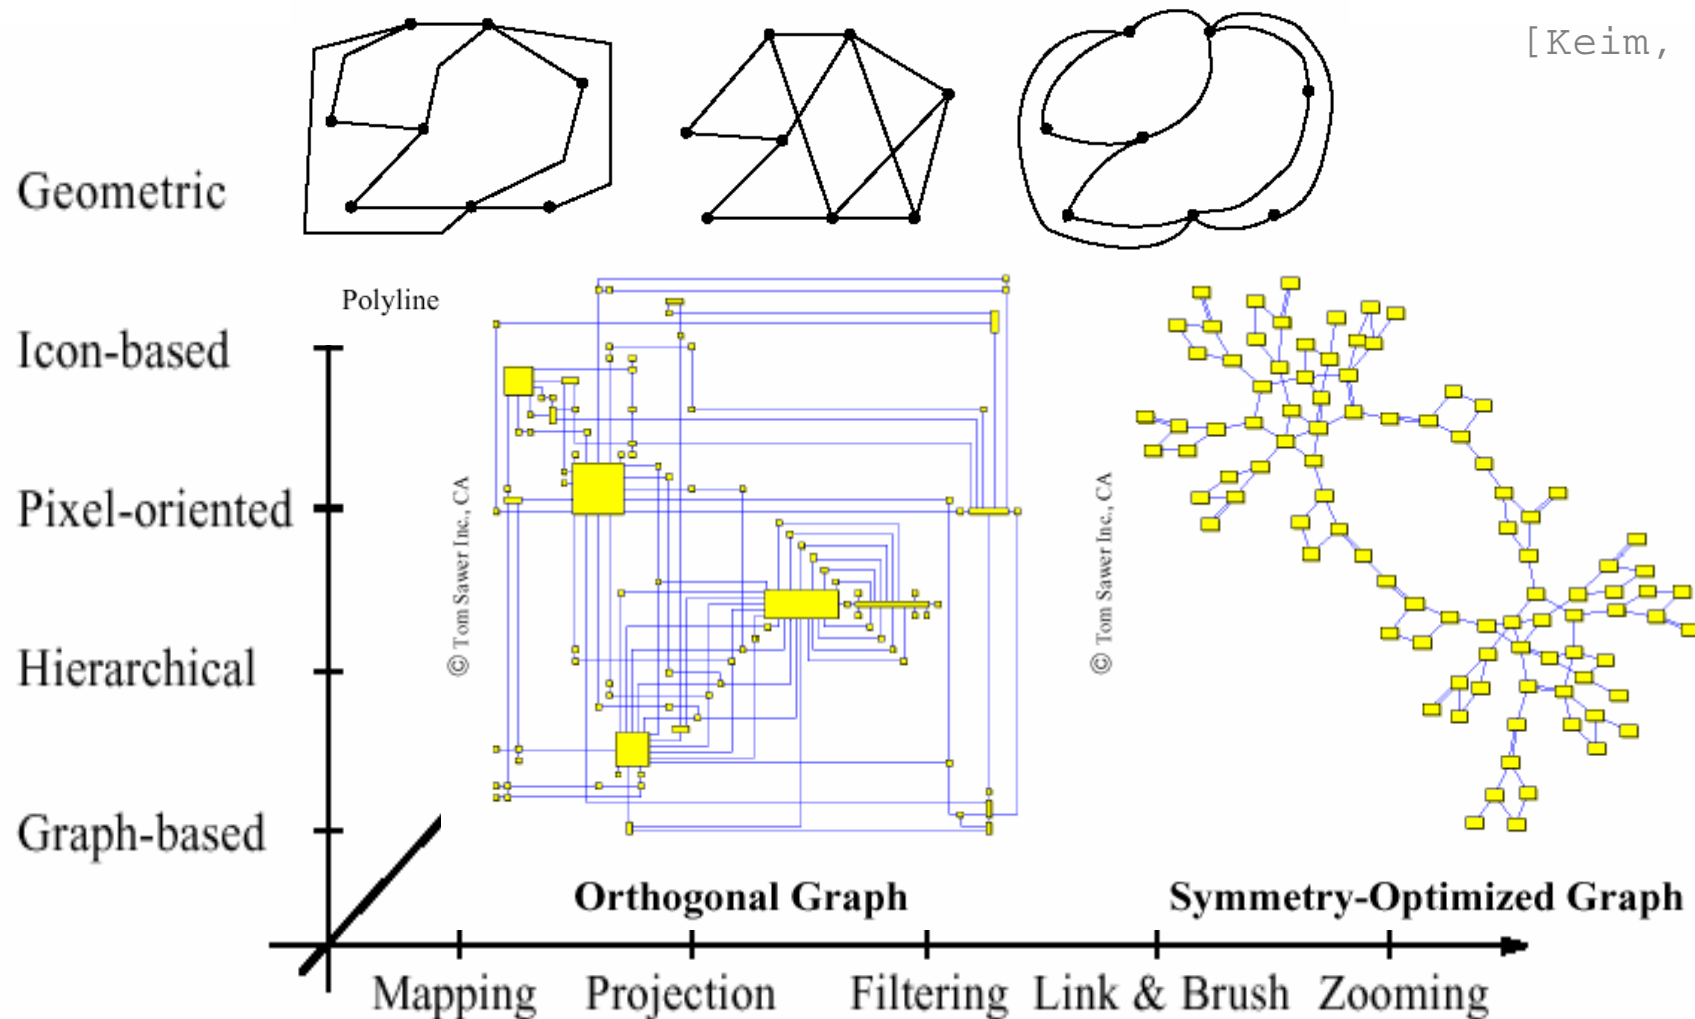 [Keim,
Geometric
Polyline
Icon-based
Pixel-oriented
© Tom Sawer Inc., CA
© Tom Sawer Inc., CA
Hierarchical
Graph-based
Orthogonal Graph
Symmetry-Optimized Graph
Mapping
Projection
Filtering
Link & Brush
Zooming